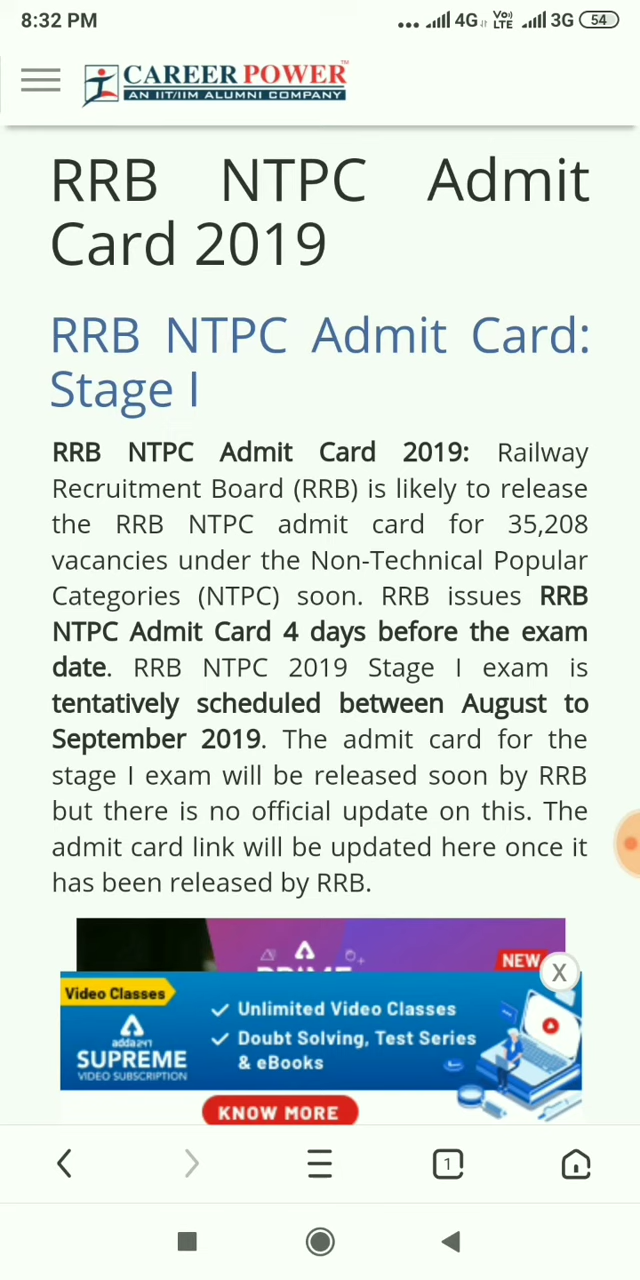 8:32 PM
4G Vo) LTE 3G 54
CAREER POWER
AN IIT/IIM ALUMNI COMPANY
RRB NTPC Admit
Card 2019
RRB NTPC Admit Card:
Stage I
RRB NTPC Admit Card 2019: Railway
Recruitment Board (RRB) is likely to release
the RRB NTPC admit card for 35,208
vacancies under the Non-Technical Popular
Categories (NTPC) soon. RRB issues RRB
NTPC Admit Card 4 days before the exam
date. RRB NTPC 2019 Stage I exam is
tentatively scheduled between August to
September 2019. The admit card for the
stage I exam will be released soon by RRB
but there is no official update on this. The
admit card link will be updated here once it
has been released by RRB.
NEW
X
Video Classes
Unlimited Video Classes
adda247
Doubt Solving, Test Series
SUPREME
& eBooks
VIDEO SUBSCRIPTION
KNOW MORE
1